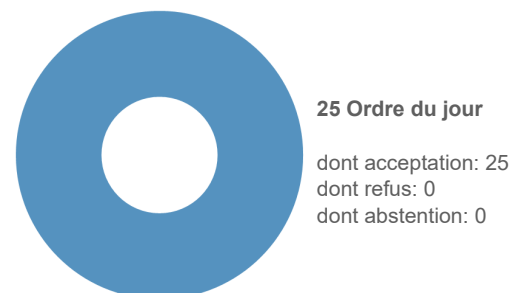 25 Ordre du jour
dont acceptation: 25
dont refus: 0
dont abstention: 0